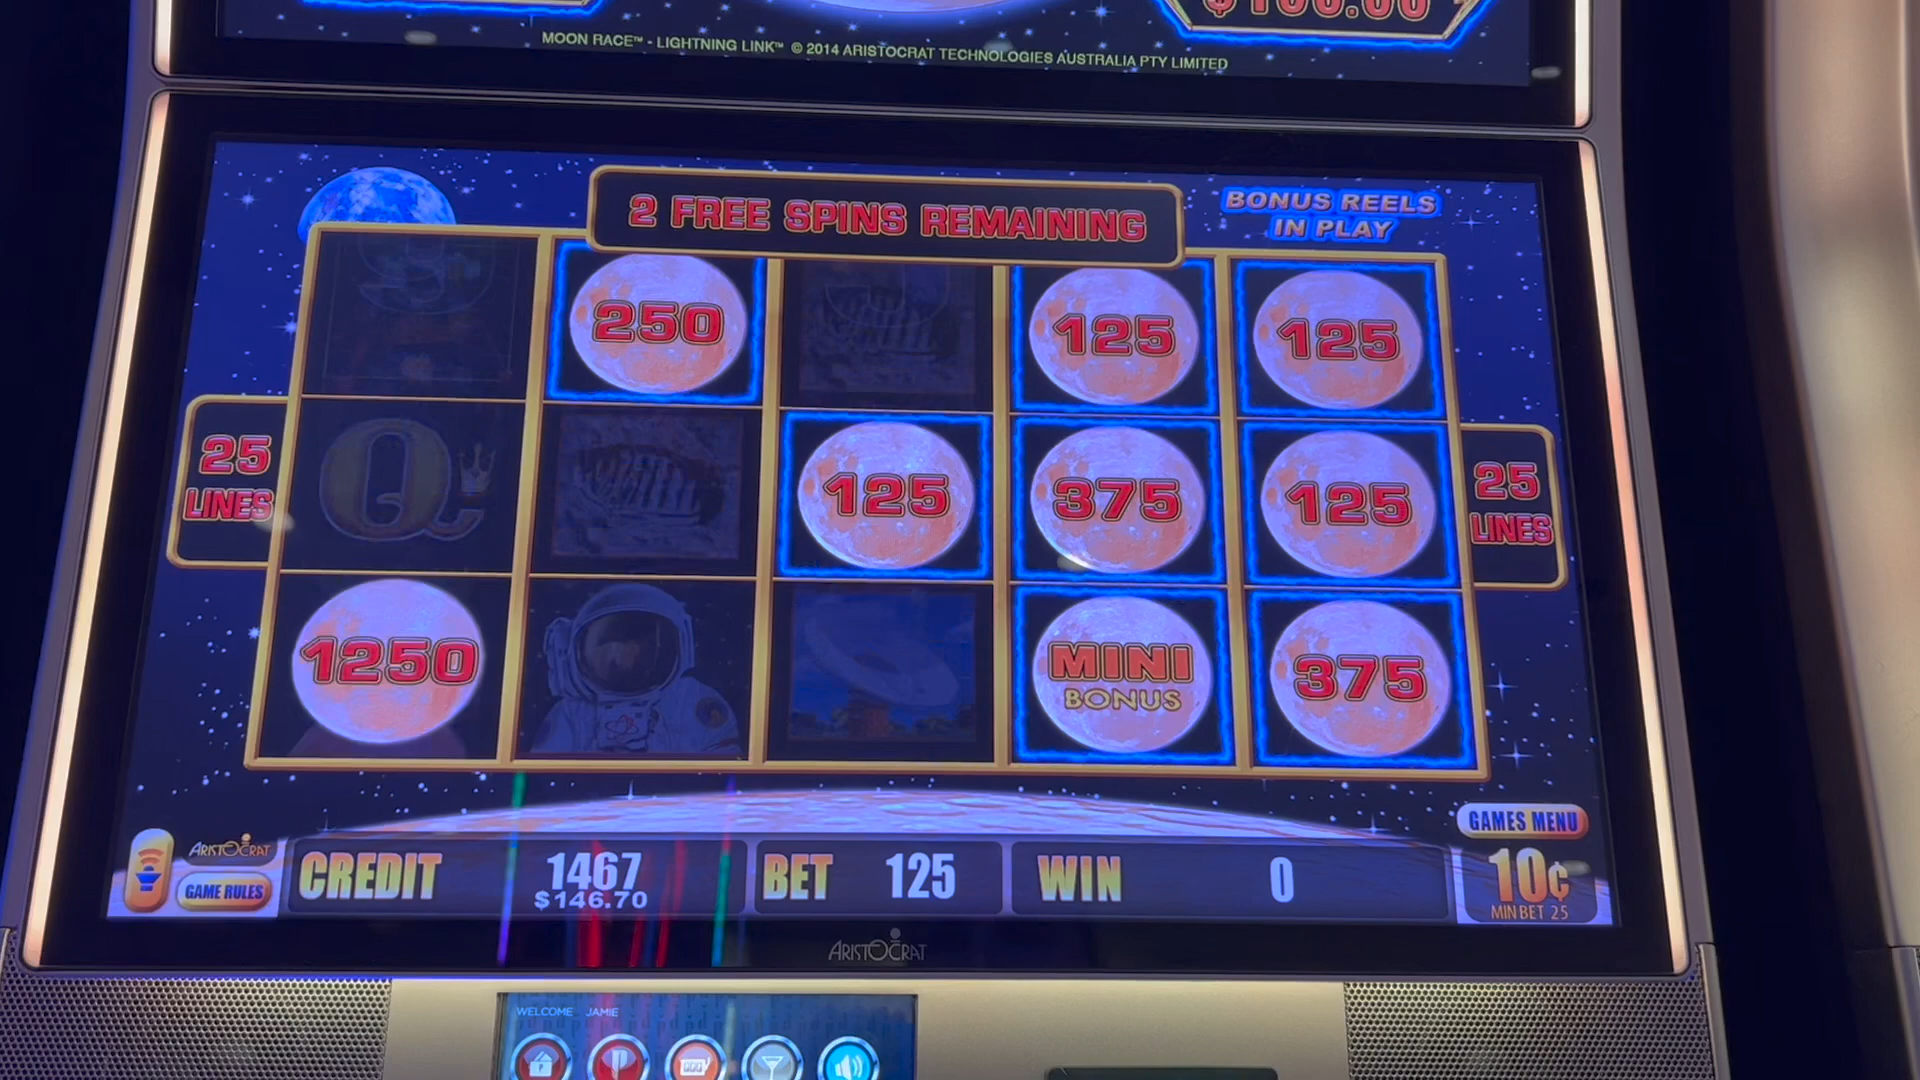 $100.00
MOON RACE™ - LIGHTNING LINK™ © 2014 ARISTOCRAT TECHNOLOGIES AUSTRALIA PTY LIMITED
2 FREE SPINS REMAINING
BONUS REELS
IN PLAY
250
125
125
25
LINES
Q
125
375
125
25
LINES
1250
MINI
BONUS
375
GAMES MENU
ARISTOCRAT
GAME RULES
CREDIT
1467
$146.70
BET 125
WIN 0
10¢
MIN BET 25
ARISTOCRAT
WELCOME JAMIE